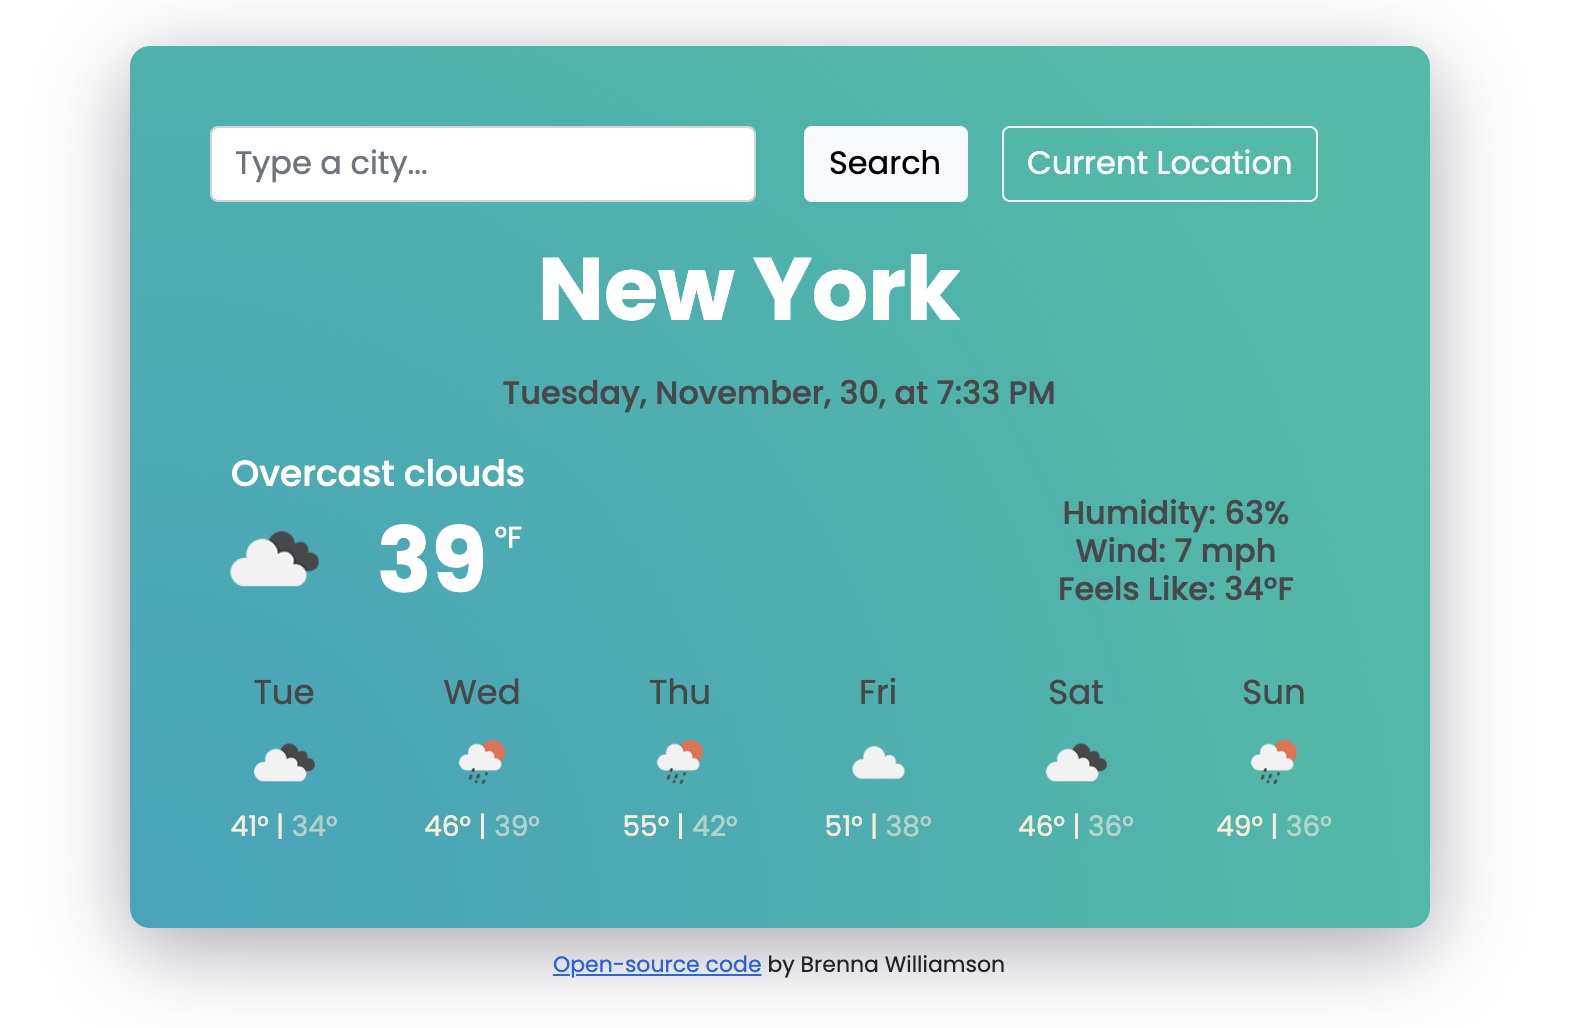 Type a city...
Search
Current Location
New York
Tuesday, November, 30, at 7:33 PM
Overcast clouds
39 °F
Humidity: 63%
Wind: 7 mph
Feels Like: 34°F
Tue Wed Thu Fri Sat Sun
41° | 34° 46° | 39° 55° | 42° 51° | 38° 46° | 36° 49° | 36°
Open-source code by Brenna Williamson